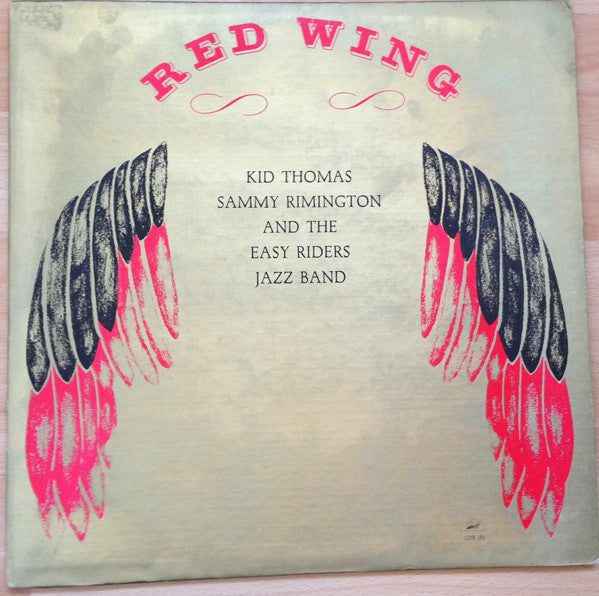 RED WING
KID THOMAS
SAMMY RIMINGTON
AND THE
EASY RIDERS
JAZZ BAND